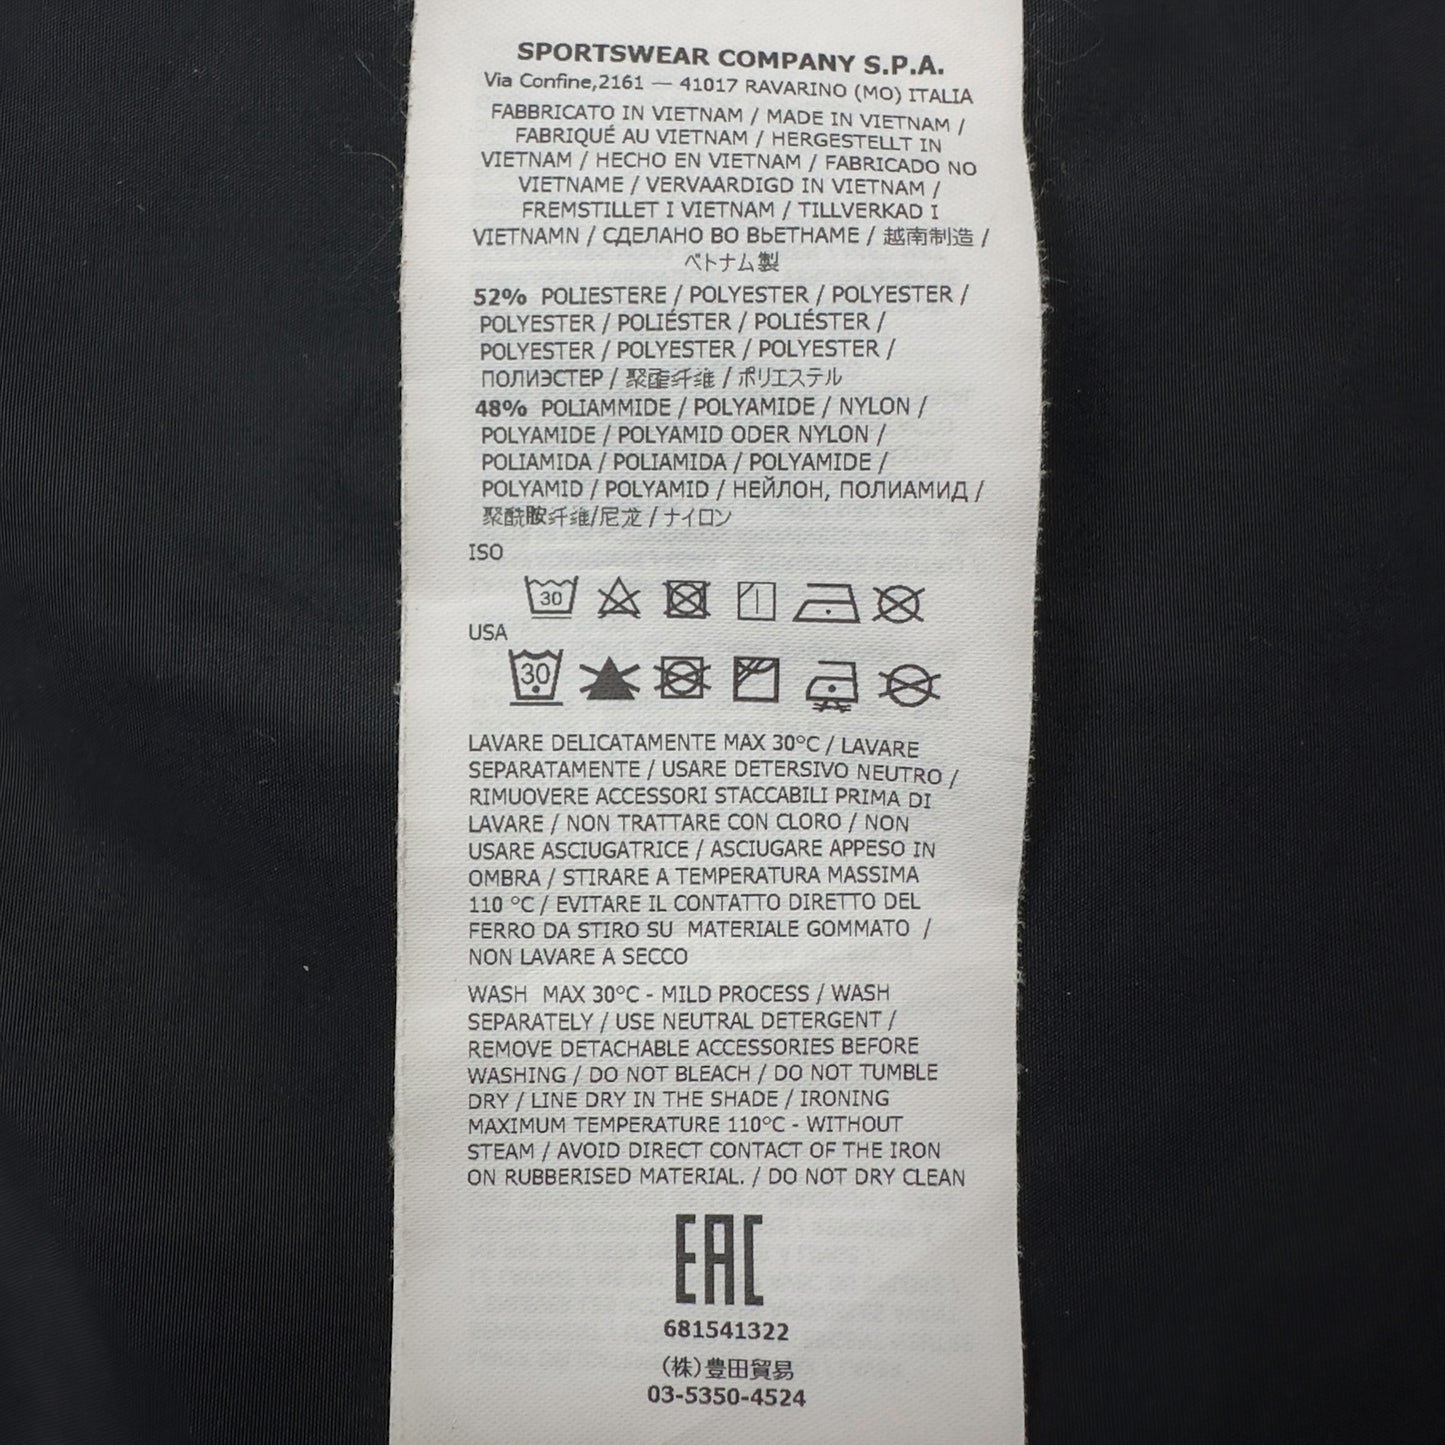 SPORTSWEAR COMPANY S.P.A.
Via Confine,2161 — 41017 RAVARINO (MO) ITALIA
FABBRICATO IN VIETNAM / MADE IN VIETNAM /
FABRIQUÉ AU VIETNAM / HERGESTELLT IN
VIETNAM / HECHO EN VIETNAM / FABRICADO NO
VIETNAME / VERVAARDIGD IN VIETNAM /
FREMSTILLET I VIETNAM / TILLVERKAD I
VIETNAMN / СДЕЛАНО ВО ВЬЕТНАМЕ / 越南制造 /
ベトナム製
52% POLIESTERE / POLYESTER / POLYESTER /
POLYESTER / POLIÉSTER / POLIÉSTER /
POLYESTER / POLYESTER / POLYESTER /
ПОЛИЭСТЕР / 聚酯纤维 / ポリエステル
48% POLIAMMIDE / POLYAMIDE / NYLON /
POLYAMIDE / POLYAMID ODER NYLON /
POLIAMIDA / POLIAMIDA / POLYAMIDE /
POLYAMID / POLYAMID / НЕЙЛОН, ПОЛИАМИД /
聚酰胺纤维/尼龙 / ナイロン
ISO
30
USA
30
LAVARE DELICATAMENTE MAX 30°C / LAVARE
SEPARATAMENTE / USARE DETERSIVO NEUTRO /
RIMUOVERE ACCESSORI STACCABILI PRIMA DI
LAVARE / NON TRATTARE CON CLORO / NON
USARE ASCIUGATRICE / ASCIUGARE APPESO IN
OMBRA / STIRARE A TEMPERATURA MASSIMA
110 °C / EVITARE IL CONTATTO DIRETTO DEL
FERRO DA STIRO SU MATERIALE GOMMATO /
NON LAVARE A SECCO
WASH MAX 30°C - MILD PROCESS / WASH
SEPARATELY / USE NEUTRAL DETERGENT /
REMOVE DETACHABLE ACCESSORIES BEFORE
WASHING / DO NOT BLEACH / DO NOT TUMBLE
DRY / LINE DRY IN THE SHADE / IRONING
MAXIMUM TEMPERATURE 110°C - WITHOUT
STEAM / AVOID DIRECT CONTACT OF THE IRON
ON RUBBERISED MATERIAL. / DO NOT DRY CLEAN
EAC
681541322
(株)豊田貿易
03-5350-4524